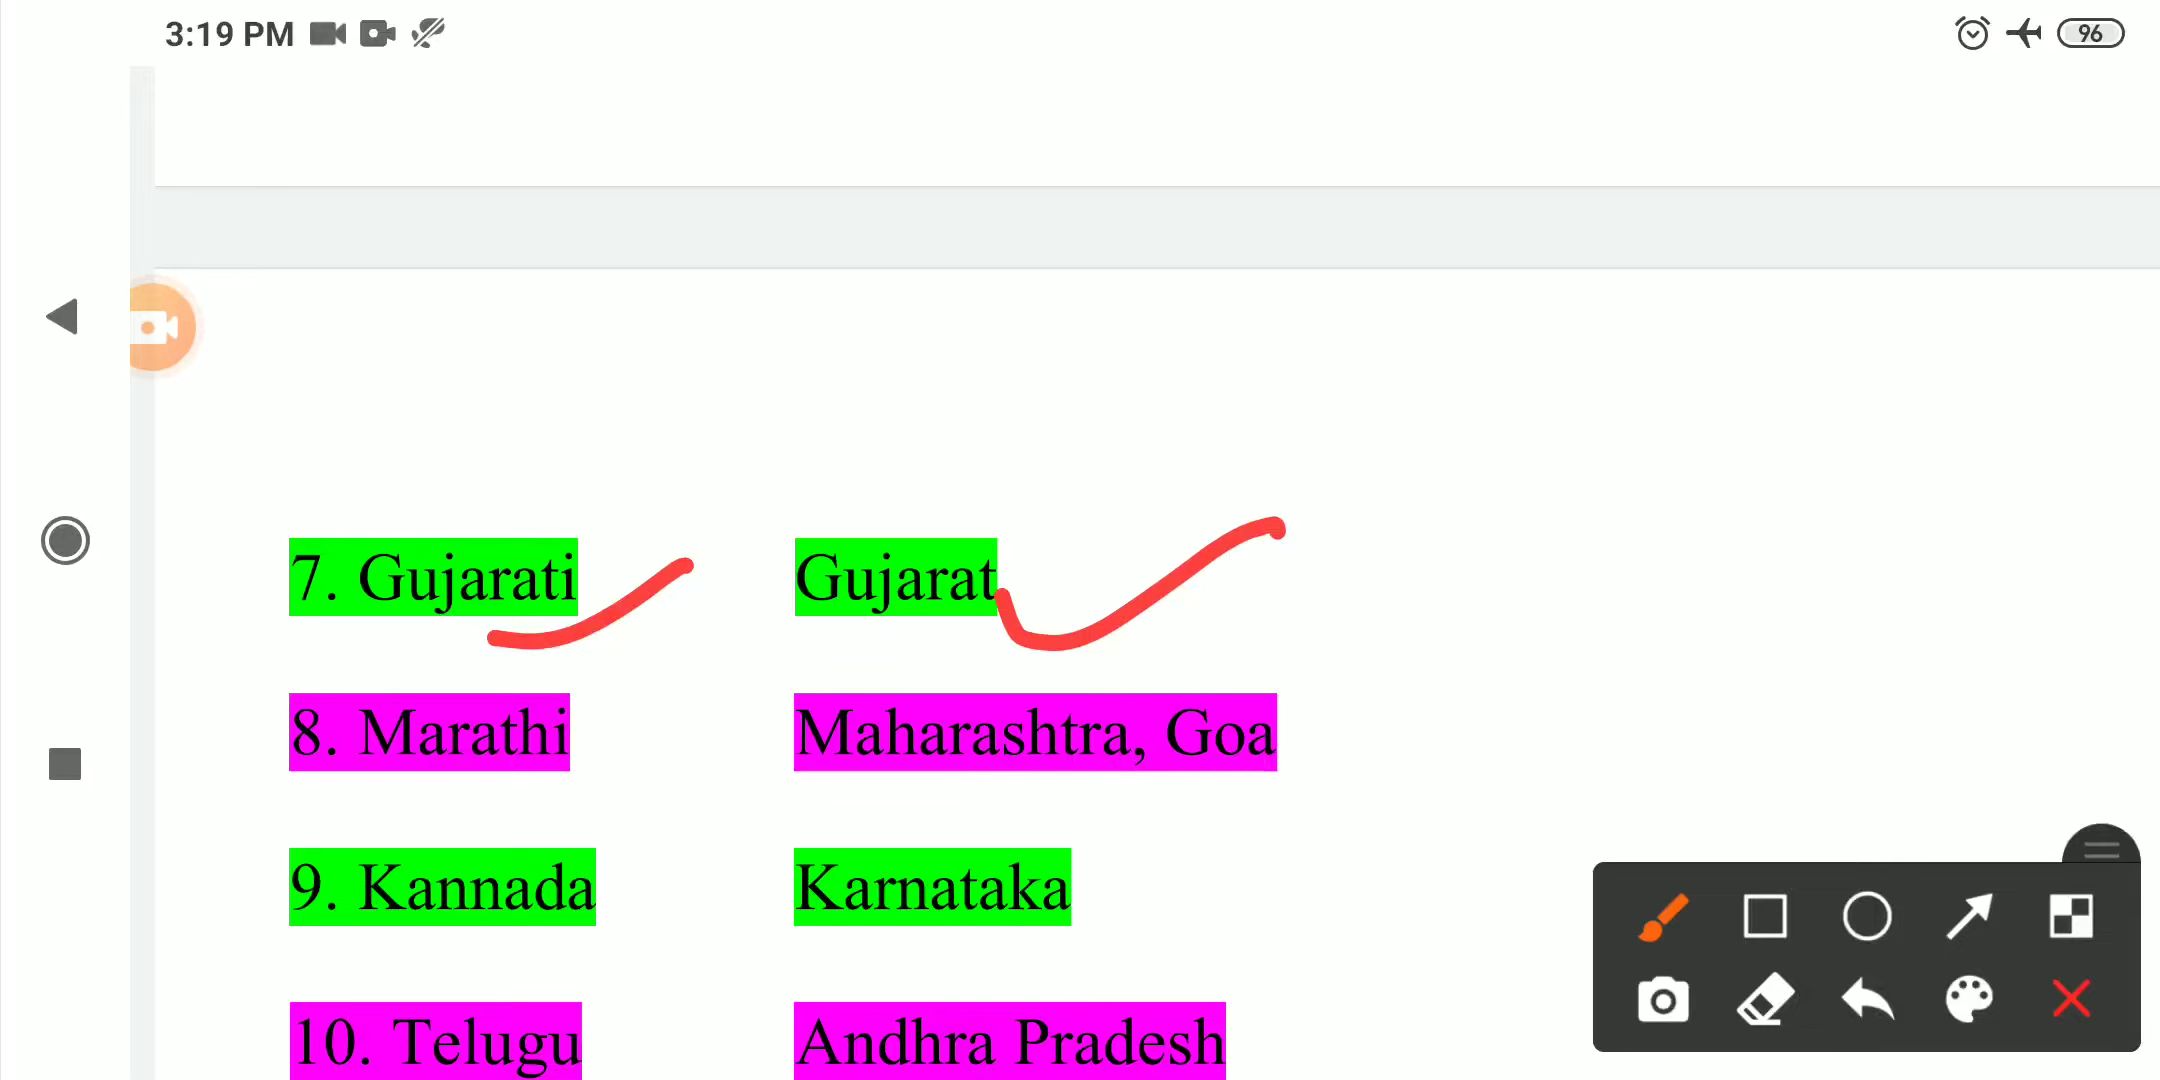 3:19 PM
96
7. Gujarati Gujarat
8. Marathi Maharashtra, Goa
9. Kannada Karnataka
10. Telugu Andhra Pradesh